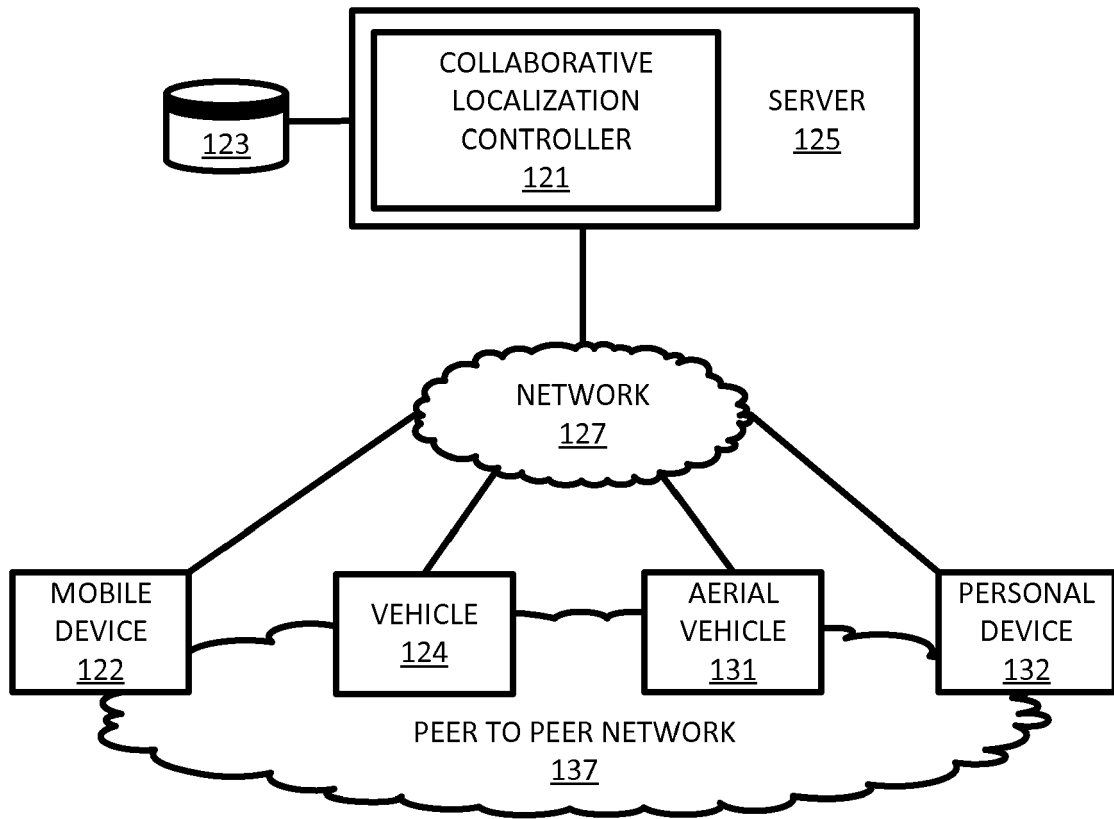 COLLABORATIVE
LOCALIZATION
CONTROLLER
121
SERVER
125
123
NETWORK
127
MOBILE
DEVICE
122
VEHICLE
124
AERIAL
VEHICLE
131
PERSONAL
DEVICE
132
PEER TO PEER NETWORK
137